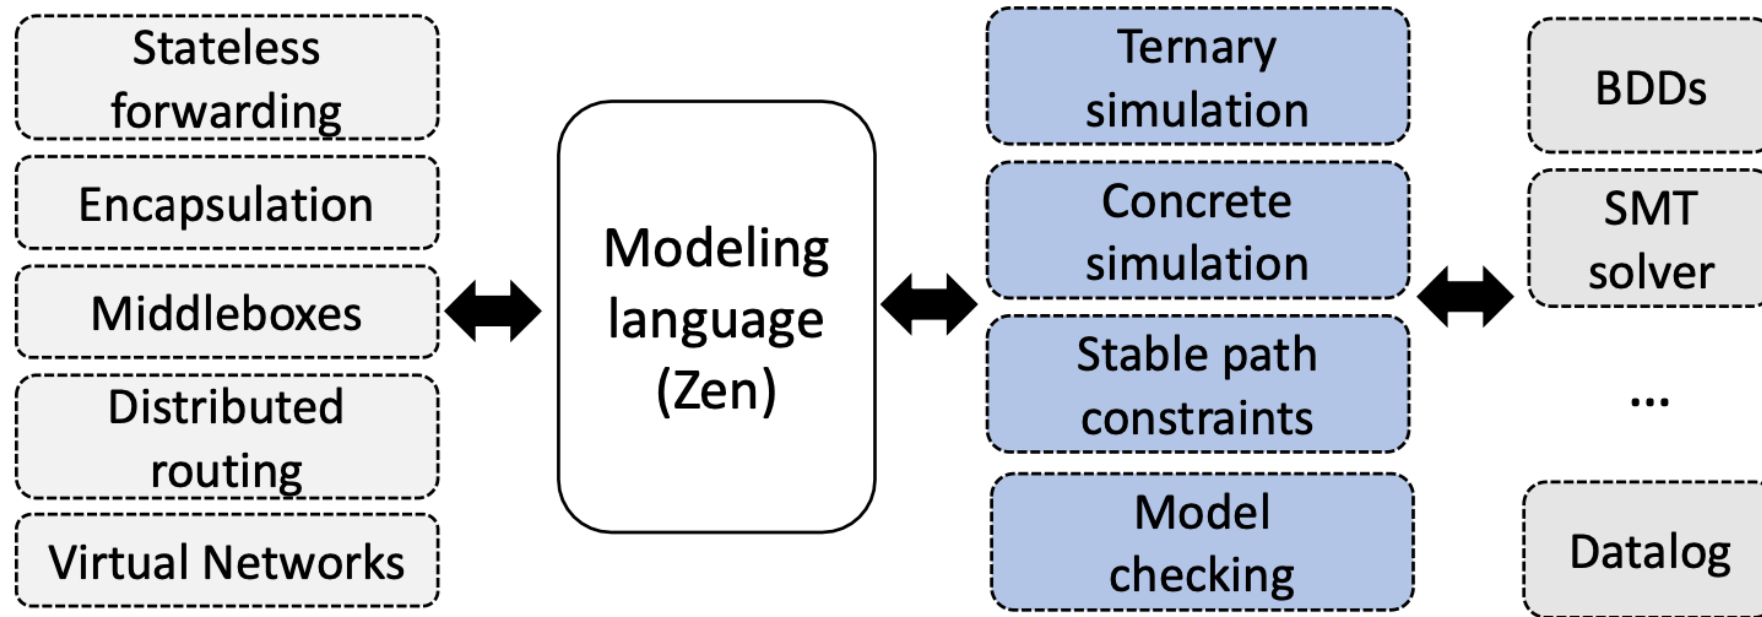 Stateless
forwarding
Encapsulation
Middleboxes
Distributed
routing
Virtual Networks
Modeling
language
(Zen)
Ternary
simulation
Concrete
simulation
Stable path
constraints
Model
checking
BDDs
SMT
solver
...
Datalog